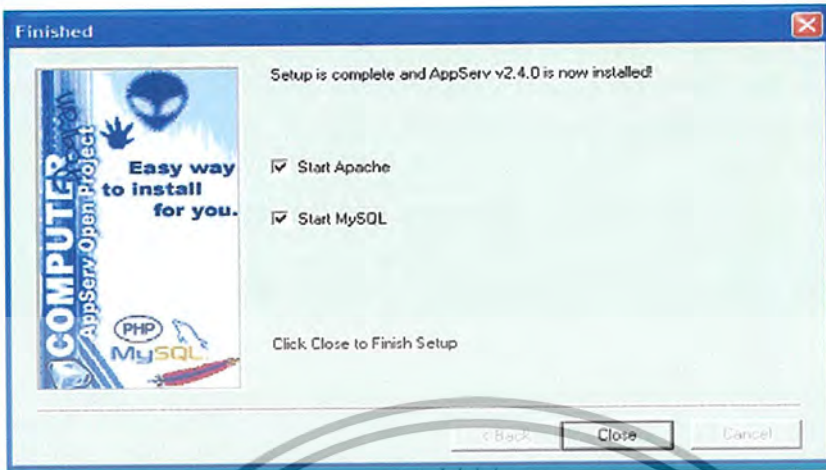 Finished
Setup is complete and AppServ v2.4.0 is now installed!
COMPUTER
AppServ Open Project
Easy way
to install
for you.
Start Apache
Start MySQL
PHP
MySQL
Click Close to Finish Setup
< Back
Close
Cancel